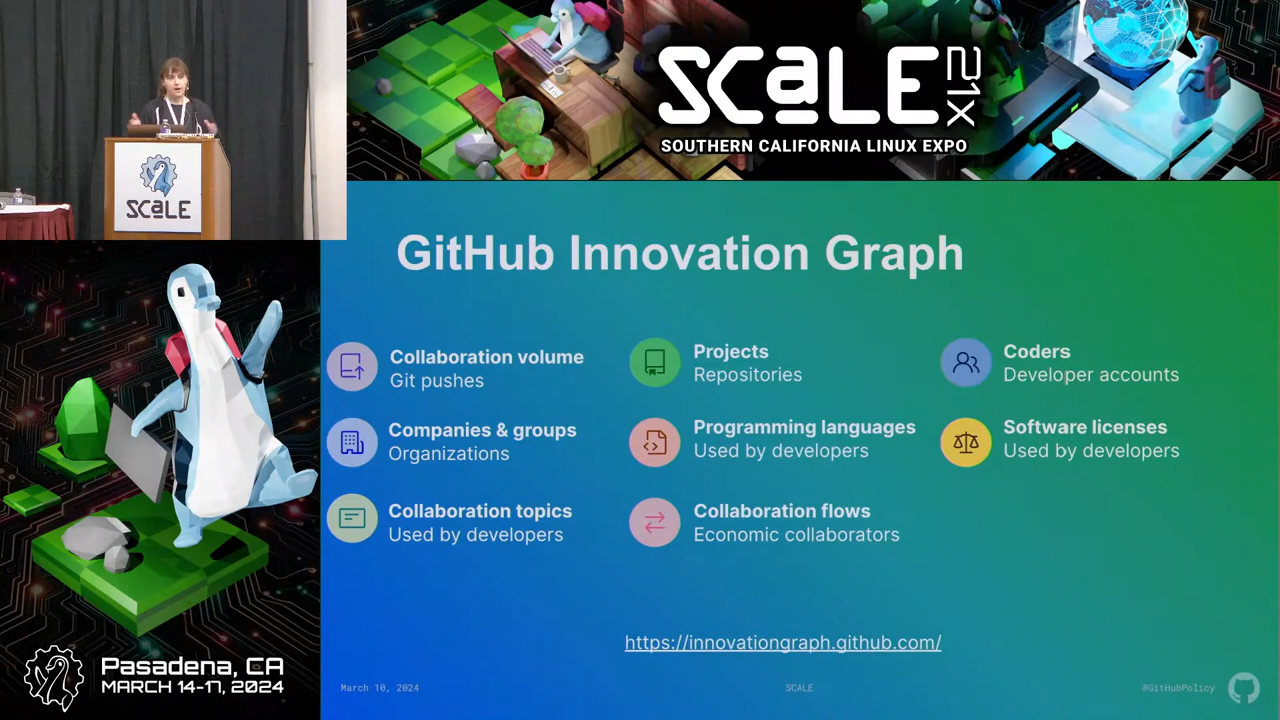 SCaLE
SCALE 21X
SOUTHERN CALIFORNIA LINUX EXPO
GitHub Innovation Graph
Collaboration volume
Git pushes
Projects
Repositories
Coders
Developer accounts
Companies & groups
Organizations
Programming languages
Used by developers
Software licenses
Used by developers
Collaboration topics
Used by developers
Collaboration flows
Economic collaborators
https://innovationgraph.github.com/
March 10, 2024
SCALE
@GitHubPolicy
Pasadena, CA
MARCH 14-17, 2024